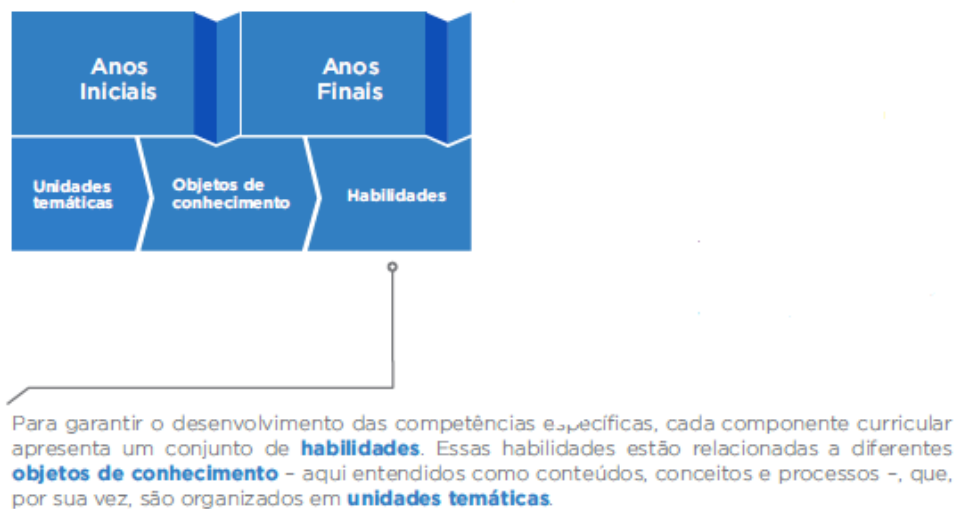 Anos
Iniciais
Anos
Finais
Unidades
temáticas
Objetos de
conhecimento
Habilidades
Para garantir o desenvolvimento das competências específicas, cada componente curricular
apresenta um conjunto de habilidades. Essas habilidades estão relacionadas a diferentes
objetos de conhecimento – aqui entendidos como conteúdos, conceitos e processos –, que,
por sua vez, são organizados em unidades temáticas.